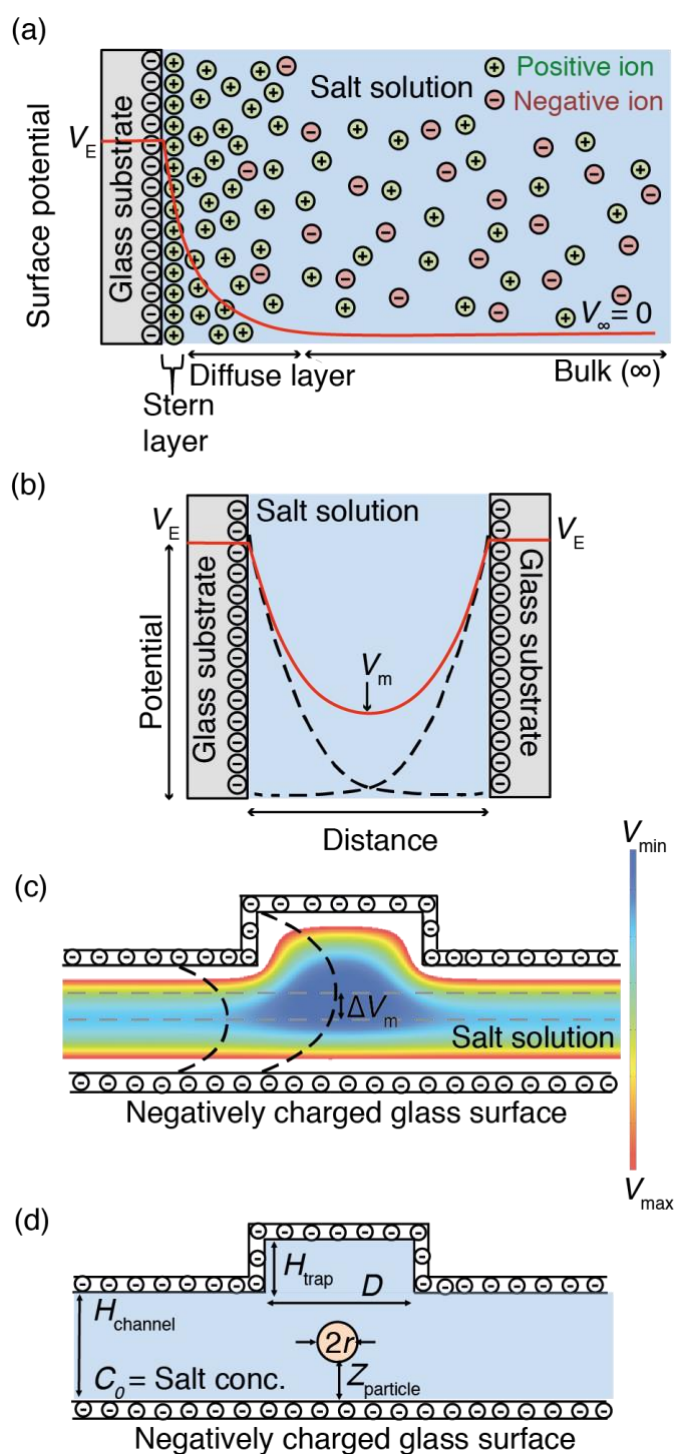 (a)
Positive ion
Salt solution
Negative ion
V_E
Surface potential
Glass substrate
V_∞ = 0
Diffuse layer
Bulk (∞)
Stern
layer
(b)
Salt solution
V_E
V_E
Potential
Glass substrate
V_m
Glass substrate
Distance
V_min
(c)
ΔV_m
Salt solution
Negatively charged glass surface
V_max
(d)
H_trap
D
H_channel
2r
C_0 = Salt conc.
Z_particle
Negatively charged glass surface